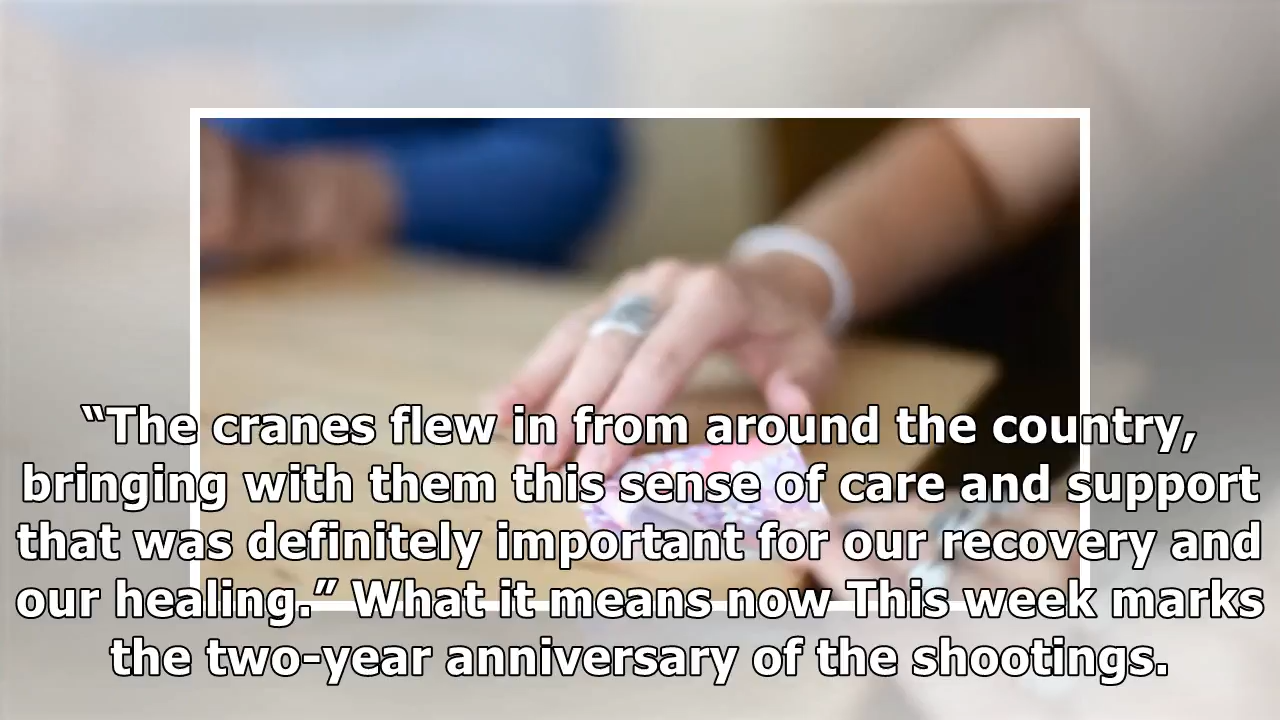 “The cranes flew in from around the country,
bringing with them this sense of care and support
that was definitely important for our recovery and
our healing.” What it means now This week marks
the two-year anniversary of the shootings.